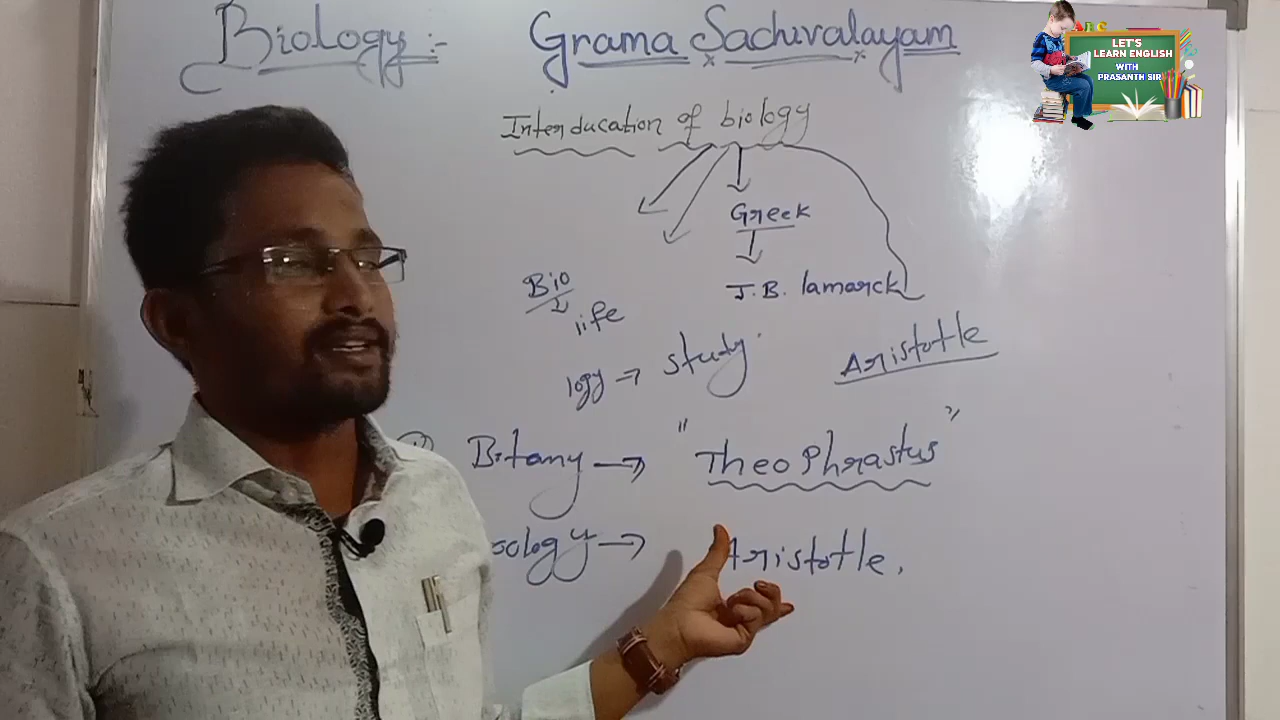 Biology :- Grama Sachivalayam
Interducation of biology
Greek
J.B. lamarck
Bio
life
logy → study
Aristotle
Botany → " Theophrastus "
oology → Aristotle.
LET'S
LEARN ENGLISH
WITH
PRASANTH SIR